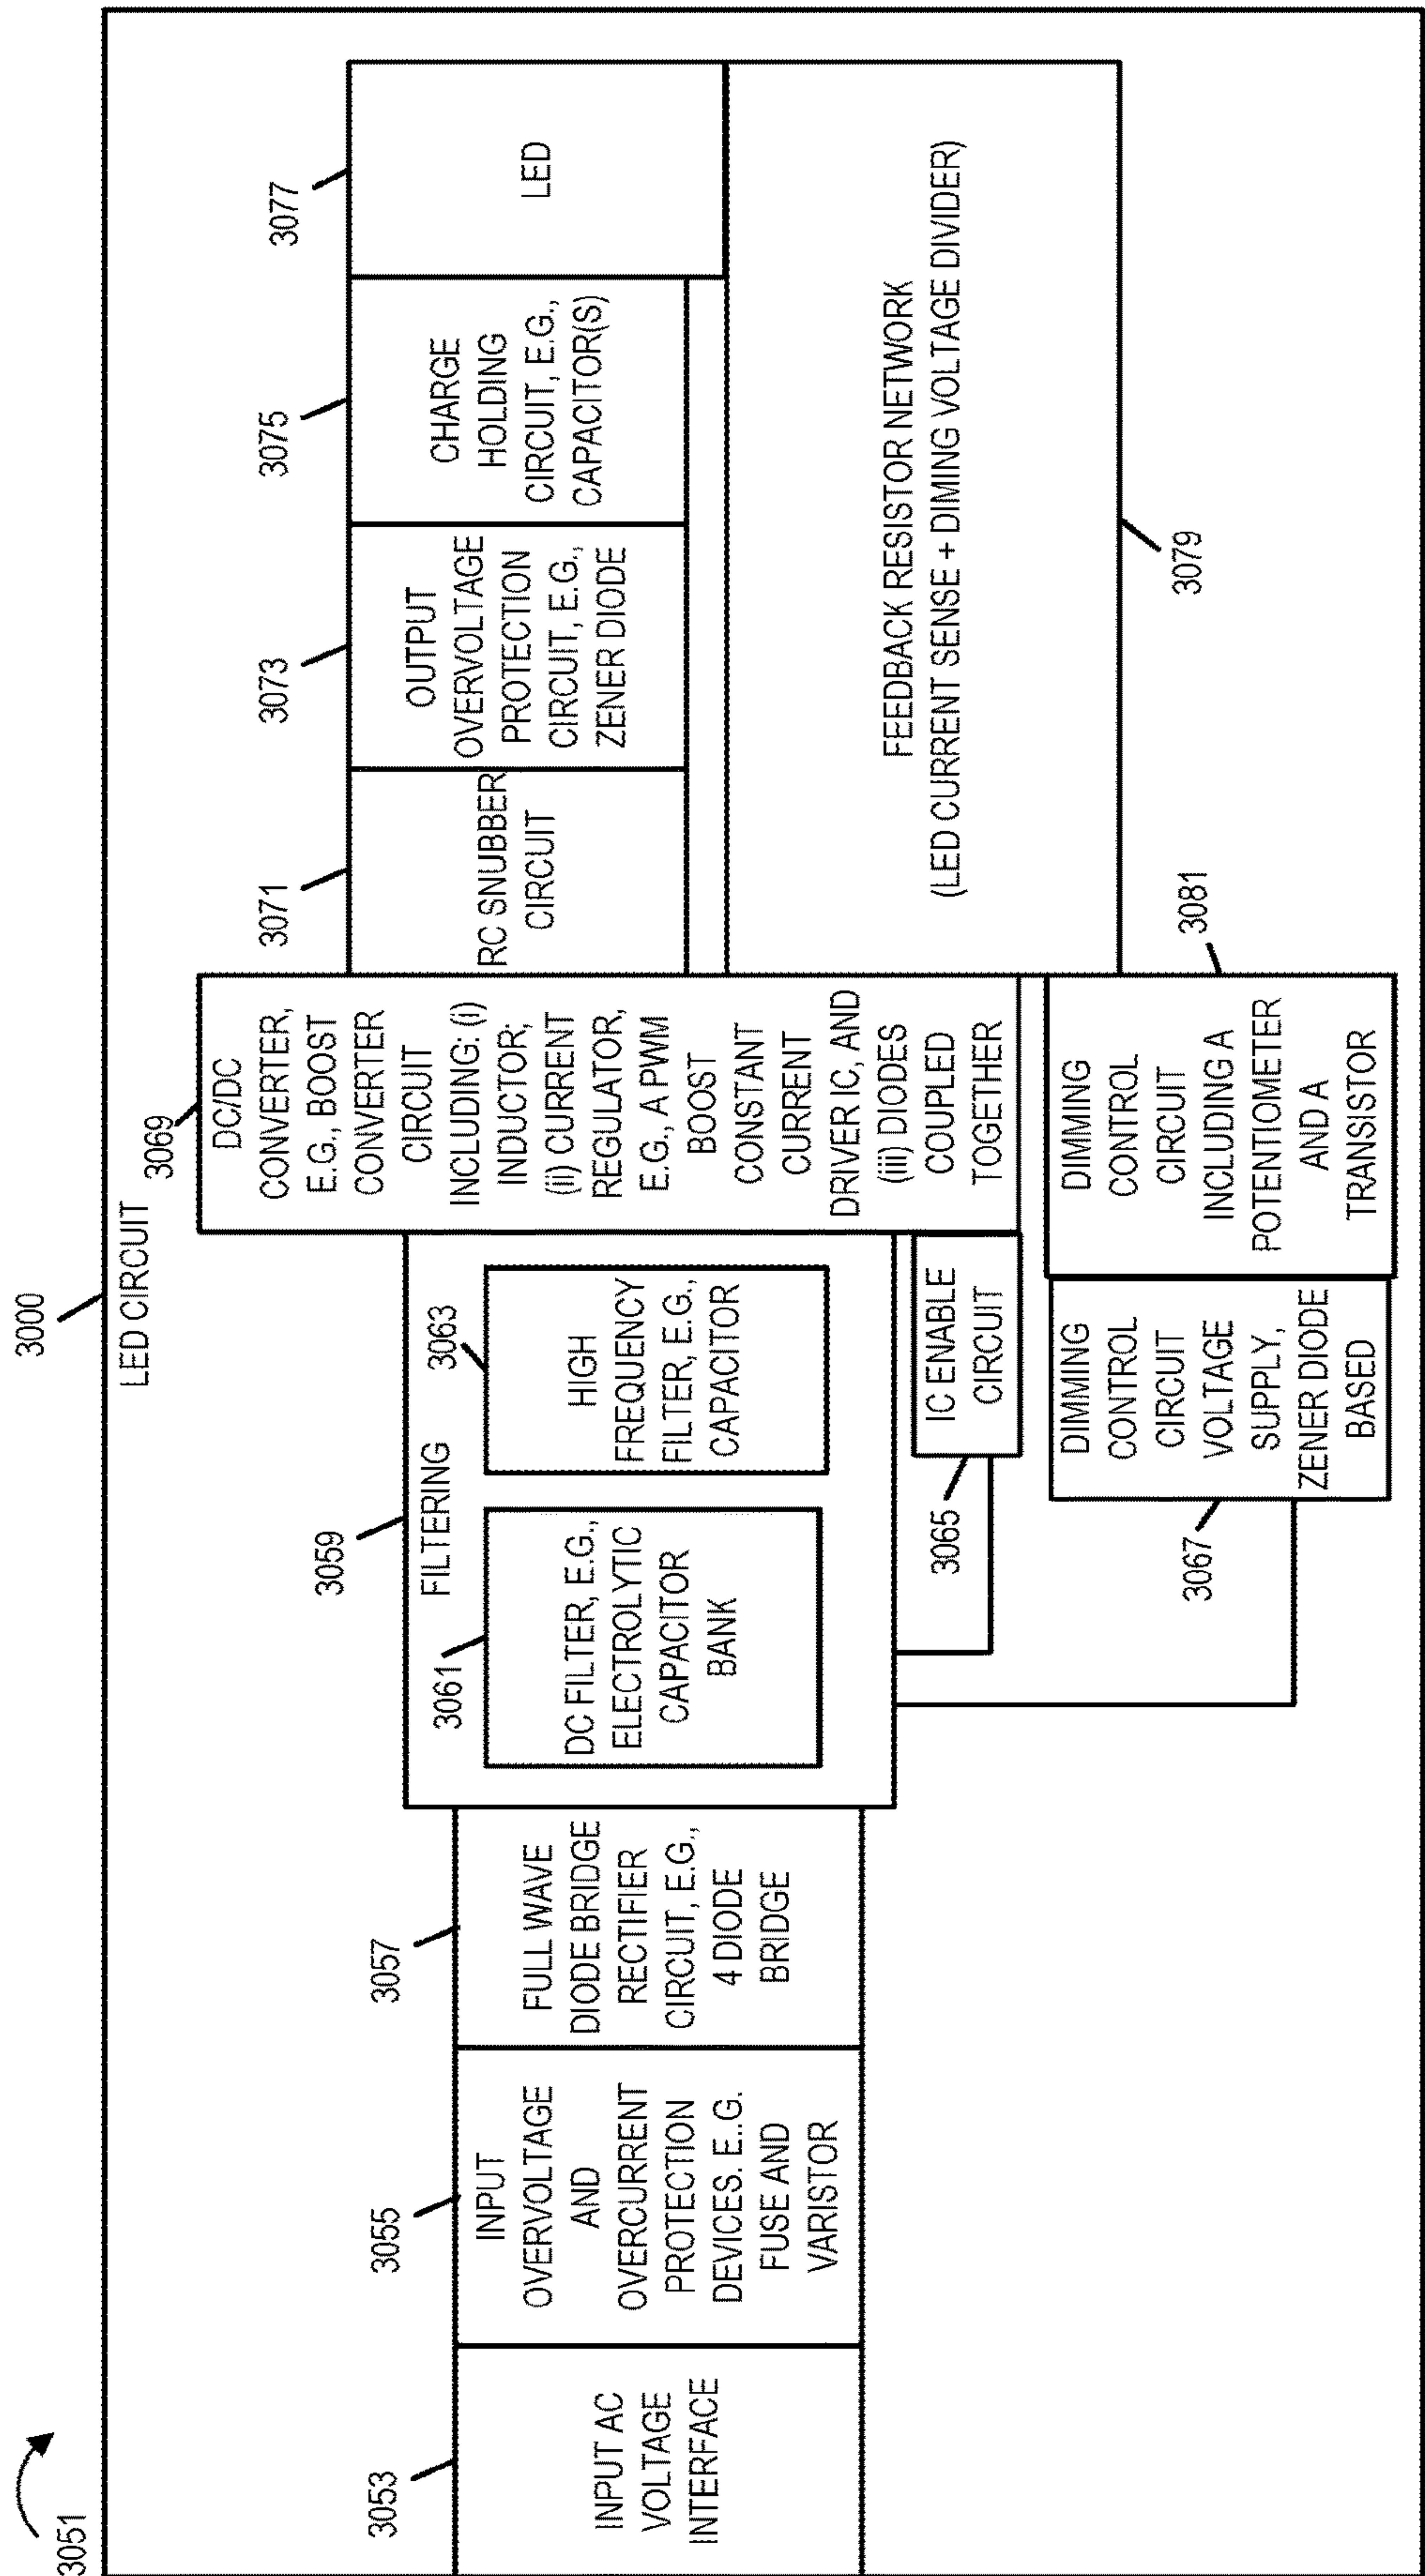 3051
3000
LED CIRCUIT
3053
INPUT AC
VOLTAGE
INTERFACE
3055
INPUT
OVERVOLTAGE
AND
OVERCURRENT
PROTECTION
DEVICES. E..G.
FUSE AND
VARISTOR
3057
FULL WAVE
DIODE BRIDGE
RECTIFIER
CIRCUIT, E.G.,
4 DIODE
BRIDGE
3059
FILTERING
3061
DC FILTER, E.G.,
ELECTROLYTIC
CAPACITOR
BANK
3063
HIGH
FREQUENCY
FILTER, E.G.,
CAPACITOR
3065
IC ENABLE
CIRCUIT
3067
DIMMING
CONTROL
CIRCUIT
VOLTAGE
SUPPLY,
ZENER DIODE
BASED
3069
DC/DC
CONVERTER,
E.G., BOOST
CONVERTER
CIRCUIT
INCLUDING: (i)
INDUCTOR;
(ii) CURRENT
REGULATOR,
E.G., A PWM
BOOST
CONSTANT
CURRENT
DRIVER IC, AND
(iii) DIODES
COUPLED
TOGETHER
3081
DIMMING
CONTROL
CIRCUIT
INCLUDING A
POTENTIOMETER
AND A
TRANSISTOR
3071
RC SNUBBER
CIRCUIT
3073
OUTPUT
OVERVOLTAGE
PROTECTION
CIRCUIT, E.G.,
ZENER DIODE
3075
CHARGE
HOLDING
CIRCUIT, E.G.,
CAPACITOR(S)
3077
LED
FEEDBACK RESISTOR NETWORK
(LED CURRENT SENSE + DIMING VOLTAGE DIVIDER)
3079